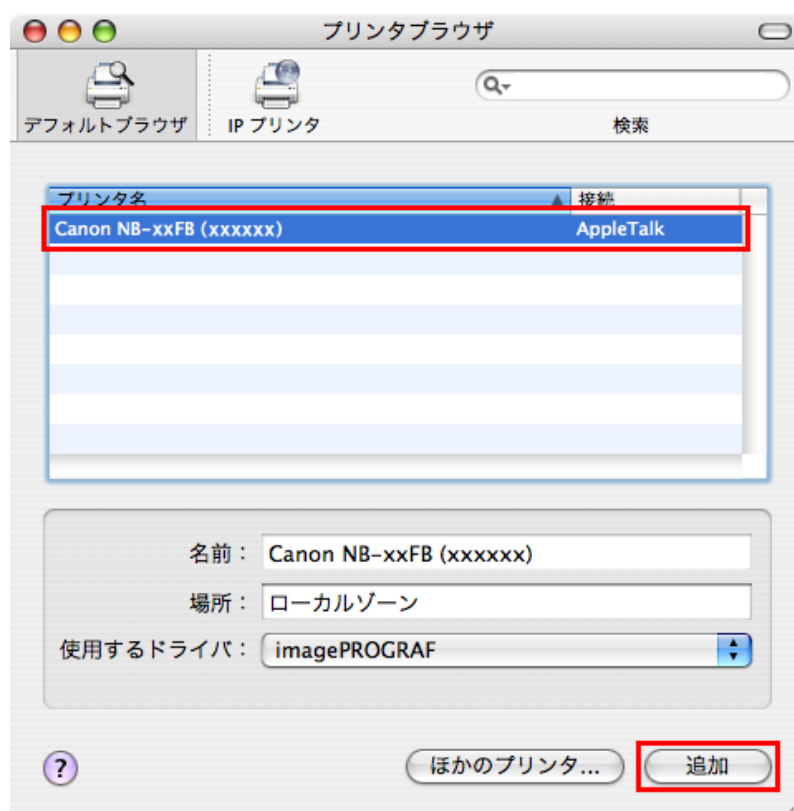 プリンタブラウザ
デフォルトブラウザ IP プリンタ 検索
プリンタ名 接続
Canon NB-xxFB (xxxxxx) AppleTalk
名前： Canon NB-xxFB (xxxxxx)
場所： ローカルゾーン
使用するドライバ： imagePROGRAF
? ほかのプリンタ... 追加